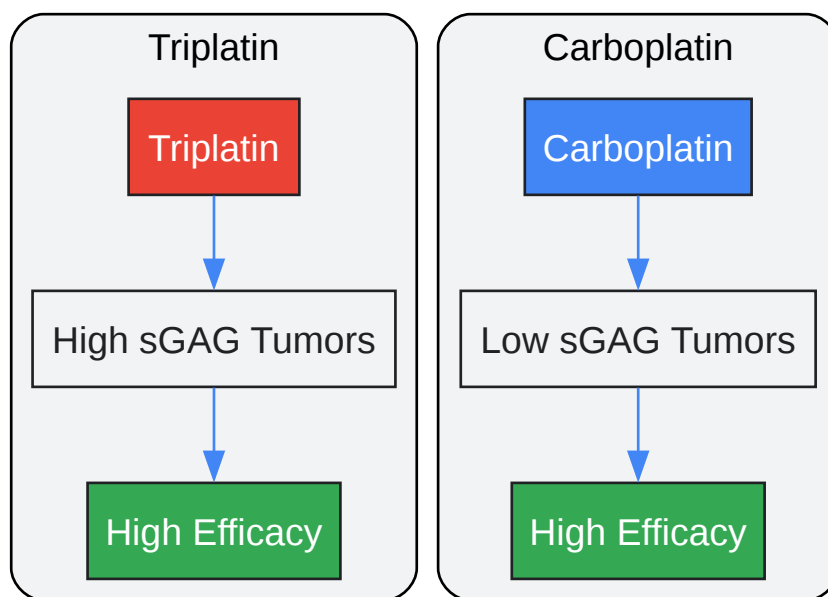 Triplatin
Triplatin
High sGAG Tumors
High Efficacy
Carboplatin
Carboplatin
Low sGAG Tumors
High Efficacy